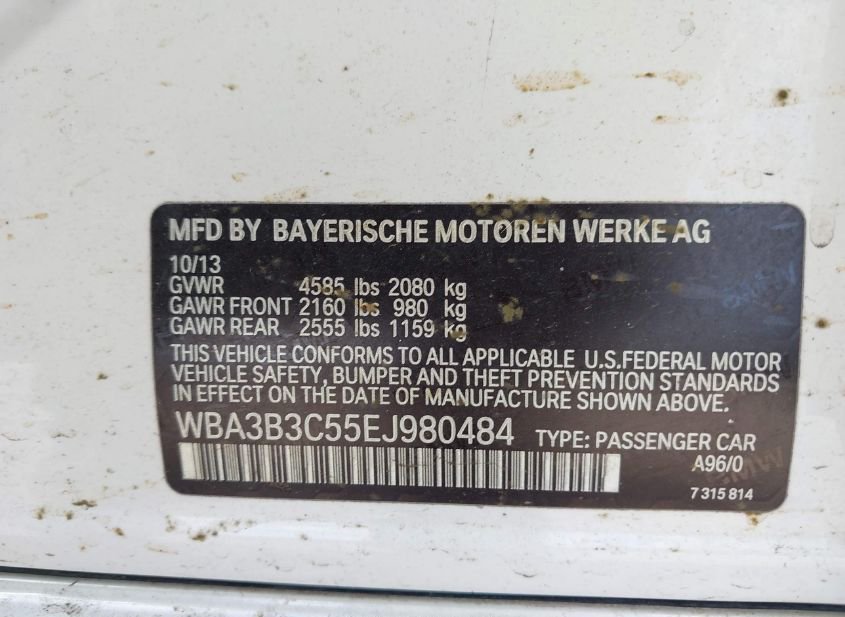 MFD BY BAYERISCHE MOTOREN WERKE AG
10/13
GVWR 4585 lbs 2080 kg
GAWR FRONT 2160 lbs 980 kg
GAWR REAR 2555 lbs 1159 kg
THIS VEHICLE CONFORMS TO ALL APPLICABLE U.S.FEDERAL MOTOR
VEHICLE SAFETY, BUMPER AND THEFT PREVENTION STANDARDS
IN EFFECT ON THE DATE OF MANUFACTURE SHOWN ABOVE.
WBA3B3C55EJ980484 TYPE: PASSENGER CAR
A96/0
7 315 814